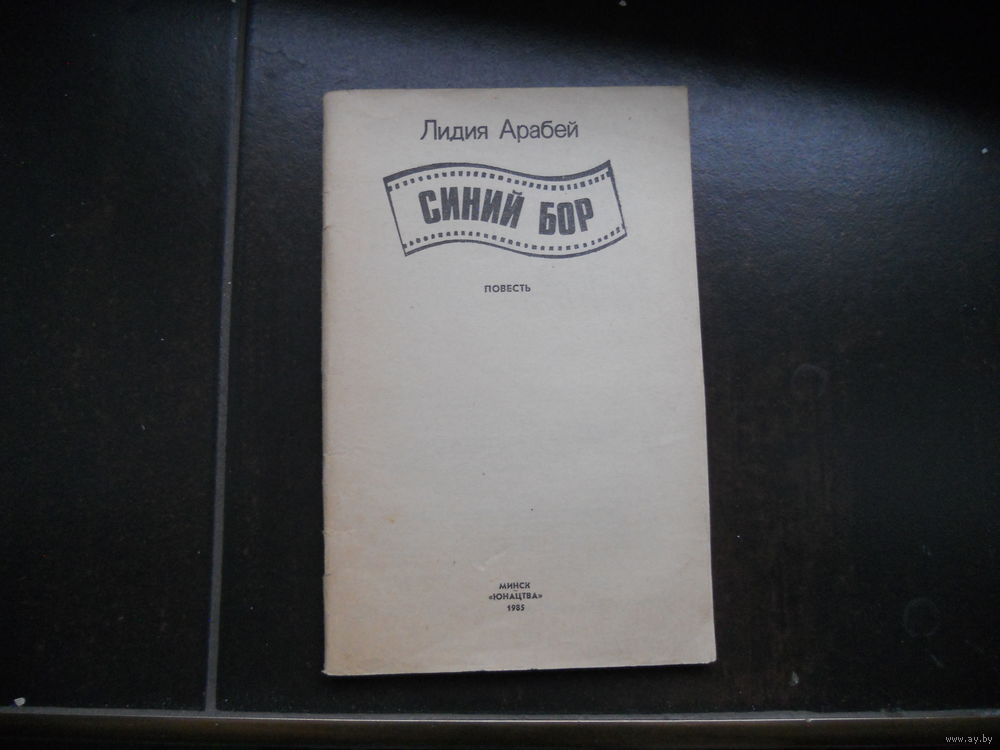 Лидия Арабей
СИНИЙ БОР
ПОВЕСТЬ
МИНСК
«ЮНАЦТВА»
1985
www.ay.by